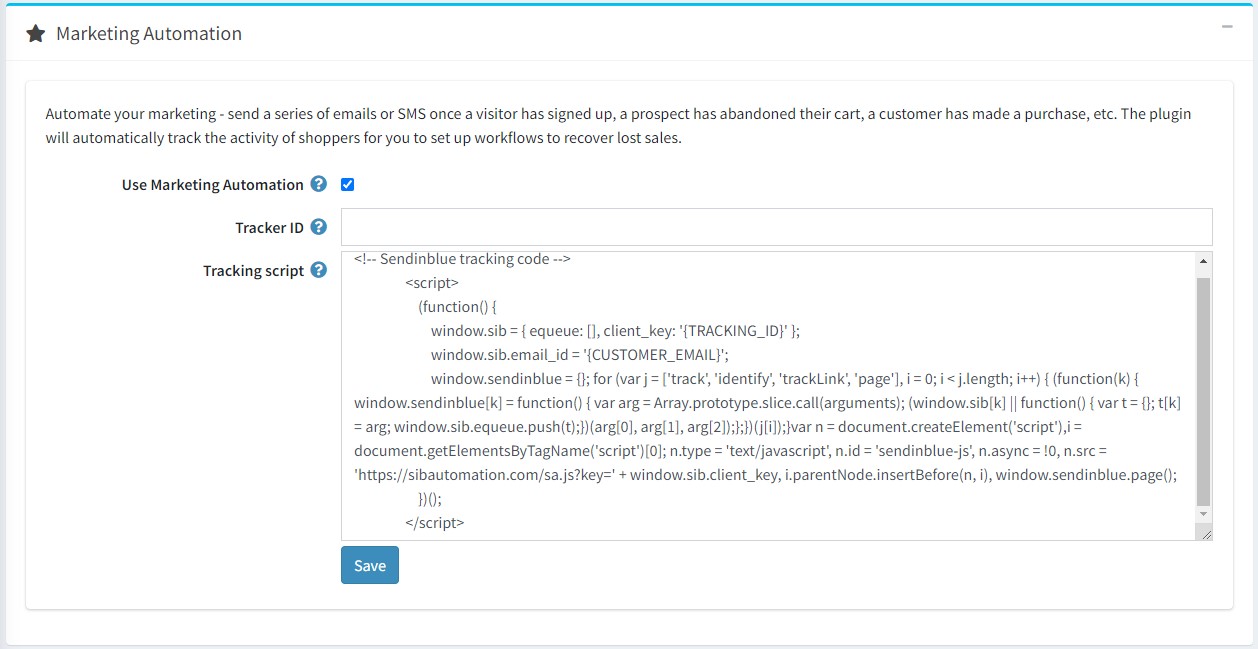 Marketing Automation
Automate your marketing - send a series of emails or SMS once a visitor has signed up, a prospect has abandoned their cart, a customer has made a purchase, etc. The plugin
will automatically track the activity of shoppers for you to set up workflows to recover lost sales.
Use Marketing Automation ?
Tracker ID ?
Tracking script ?
<!-- Sendinblue tracking code -->
<script>
(function() {
window.sib = { equeue: [], client_key: '{TRACKING_ID}' };
window.sib.email_id = '{CUSTOMER_EMAIL}';
window.sendinblue = {}; for (var j = ['track', 'identify', 'trackLink', 'page'], i = 0; i < j.length; i++) { (function(k) {
window.sendinblue[k] = function() { var arg = Array.prototype.slice.call(arguments); (window.sib[k] || function() { var t = {}; t[k]
= arg; window.sib.equeue.push(t);})(arg[0], arg[1], arg[2]);};})(j[i]);}var n = document.createElement('script'),i =
document.getElementsByTagName('script')[0]; n.type = 'text/javascript', n.id = 'sendinblue-js', n.async = !0, n.src =
'https://sibautomation.com/sa.js?key=' + window.sib.client_key, i.parentNode.insertBefore(n, i), window.sendinblue.page();
})();
</script>
Save